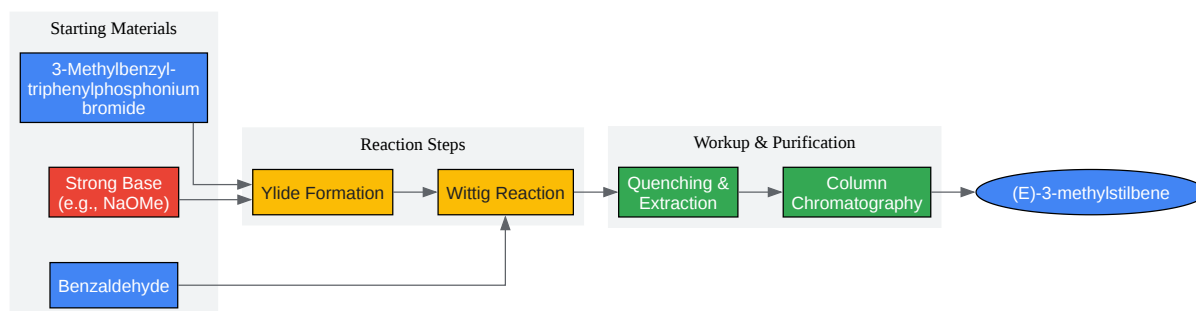 Starting Materials
3-Methylbenzyl-
triphenylphosphonium
bromide
Strong Base
(e.g., NaOMe)
Benzaldehyde
Reaction Steps
Ylide Formation
Wittig Reaction
Workup & Purification
Quenching &
Extraction
Column
Chromatography
(E)-3-methylstilbene